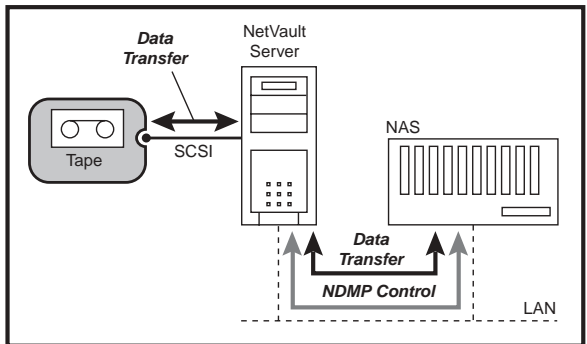 Data
Transfer
NetVault
Server
Tape
SCSI
NAS
Data
Transfer
NDMP Control
LAN